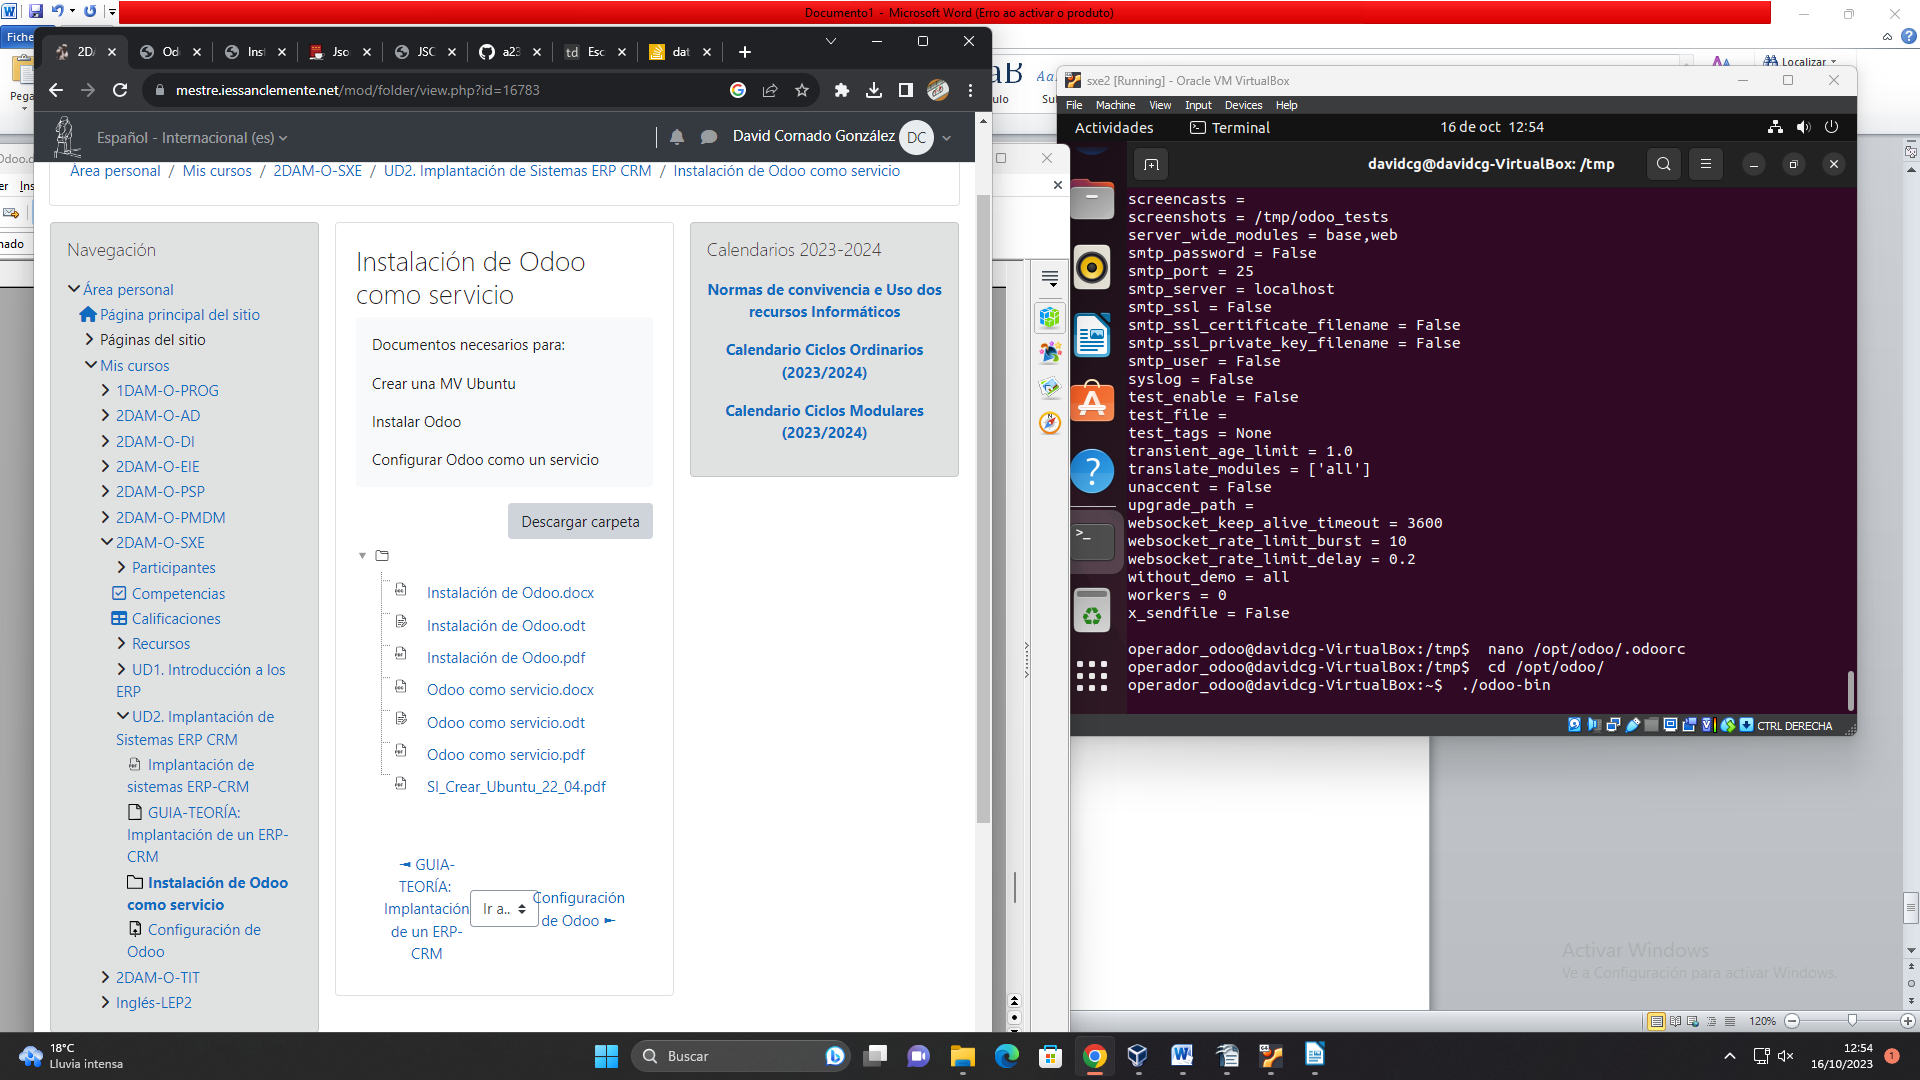 Documento1 - Microsoft Word (Erro ao activar o produto)
Fiche
Pega
Localizar
2D
Od
Inst
Jso
JSC
a23
Esc
dat
mestre.iessanclemente.net/mod/folder/view.php?id=16783
Español - Internacional (es)
David Cornado González
DC
Área personal / Mis cursos / 2DAM-O-SXE / UD2. Implantación de Sistemas ERP CRM / Instalación de Odoo como servicio
Navegación
Área personal
Página principal del sitio
Páginas del sitio
Mis cursos
1DAM-O-PROG
2DAM-O-AD
2DAM-O-DI
2DAM-O-EIE
2DAM-O-PSP
2DAM-O-PMDM
2DAM-O-SXE
Participantes
Competencias
Calificaciones
Recursos
UD1. Introducción a los
ERP
UD2. Implantación de
Sistemas ERP CRM
Implantación de
sistemas ERP-CRM
GUIA-TEORÍA:
Implantación de un ERP-
CRM
Instalación de Odoo
como servicio
Configuración de
Odoo
2DAM-O-TIT
Inglés-LEP2
Instalación de Odoo
como servicio
Documentos necesarios para:
Crear una MV Ubuntu
Instalar Odoo
Configurar Odoo como un servicio
Descargar carpeta
Instalación de Odoo.docx
Instalación de Odoo.odt
Instalación de Odoo.pdf
Odoo como servicio.docx
Odoo como servicio.odt
Odoo como servicio.pdf
SI_Crear_Ubuntu_22_04.pdf
◄ GUIA-
TEORÍA:
Implantación
de un ERP-
CRM
Ir a..
Configuración
de Odoo ►
Calendarios 2023-2024
Normas de convivencia e Uso dos
recursos Informáticos
Calendario Ciclos Ordinarios
(2023/2024)
Calendario Ciclos Modulares
(2023/2024)
sxe2 [Running] - Oracle VM VirtualBox
File Machine View Input Devices Help
Actividades
Terminal
16 de oct 12:54
davidcg@davidcg-VirtualBox: /tmp
screencasts =
screenshots = /tmp/odoo_tests
server_wide_modules = base,web
smtp_password = False
smtp_port = 25
smtp_server = localhost
smtp_ssl = False
smtp_ssl_certificate_filename = False
smtp_ssl_private_key_filename = False
smtp_user = False
syslog = False
test_enable = False
test_file =
test_tags = None
transient_age_limit = 1.0
translate_modules = ['all']
unaccent = False
upgrade_path =
websocket_keep_alive_timeout = 3600
websocket_rate_limit_burst = 10
websocket_rate_limit_delay = 0.2
without_demo = all
workers = 0
x_sendfile = False
operador_odoo@davidcg-VirtualBox:/tmp$ nano /opt/odoo/.odoorc
operador_odoo@davidcg-VirtualBox:/tmp$ cd /opt/odoo/
operador_odoo@davidcg-VirtualBox:~$ ./odoo-bin
CTRL DERECHA
Activar Windows
Ve a Configuración para activar Windows.
120%
18°C
Lluvia intensa
Buscar
12:54
16/10/2023
1